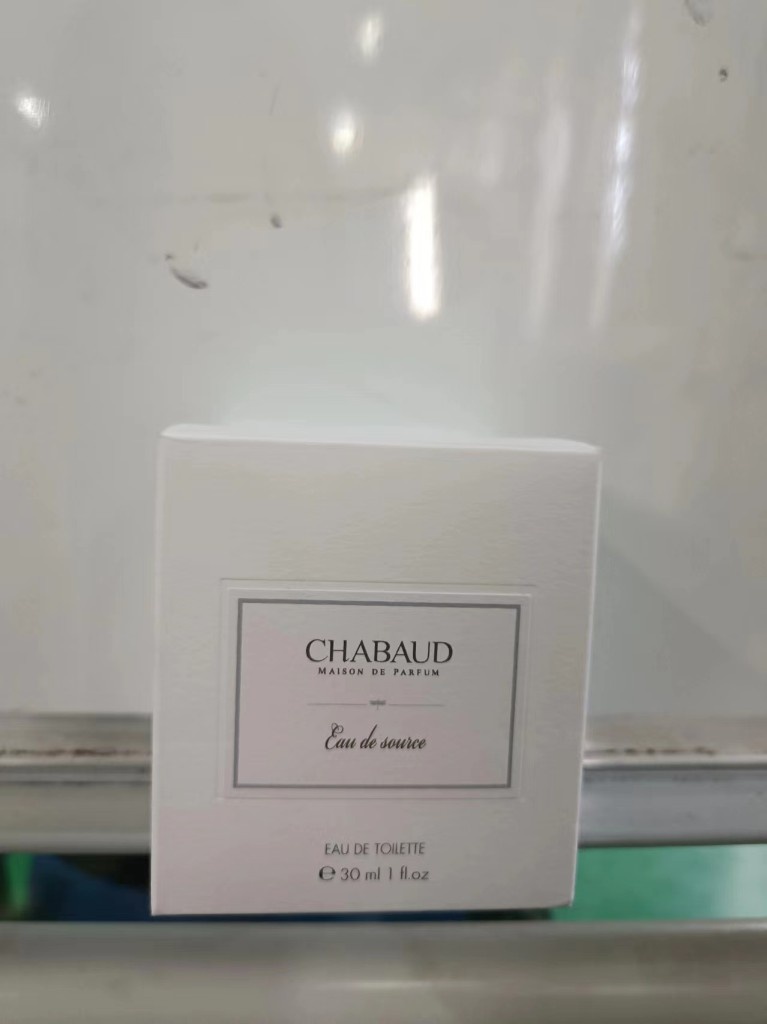 CHABAUD
MAISON DE PARFUM
Eau de source
EAU DE TOILETTE
℮ 30 ml 1 fl.oz